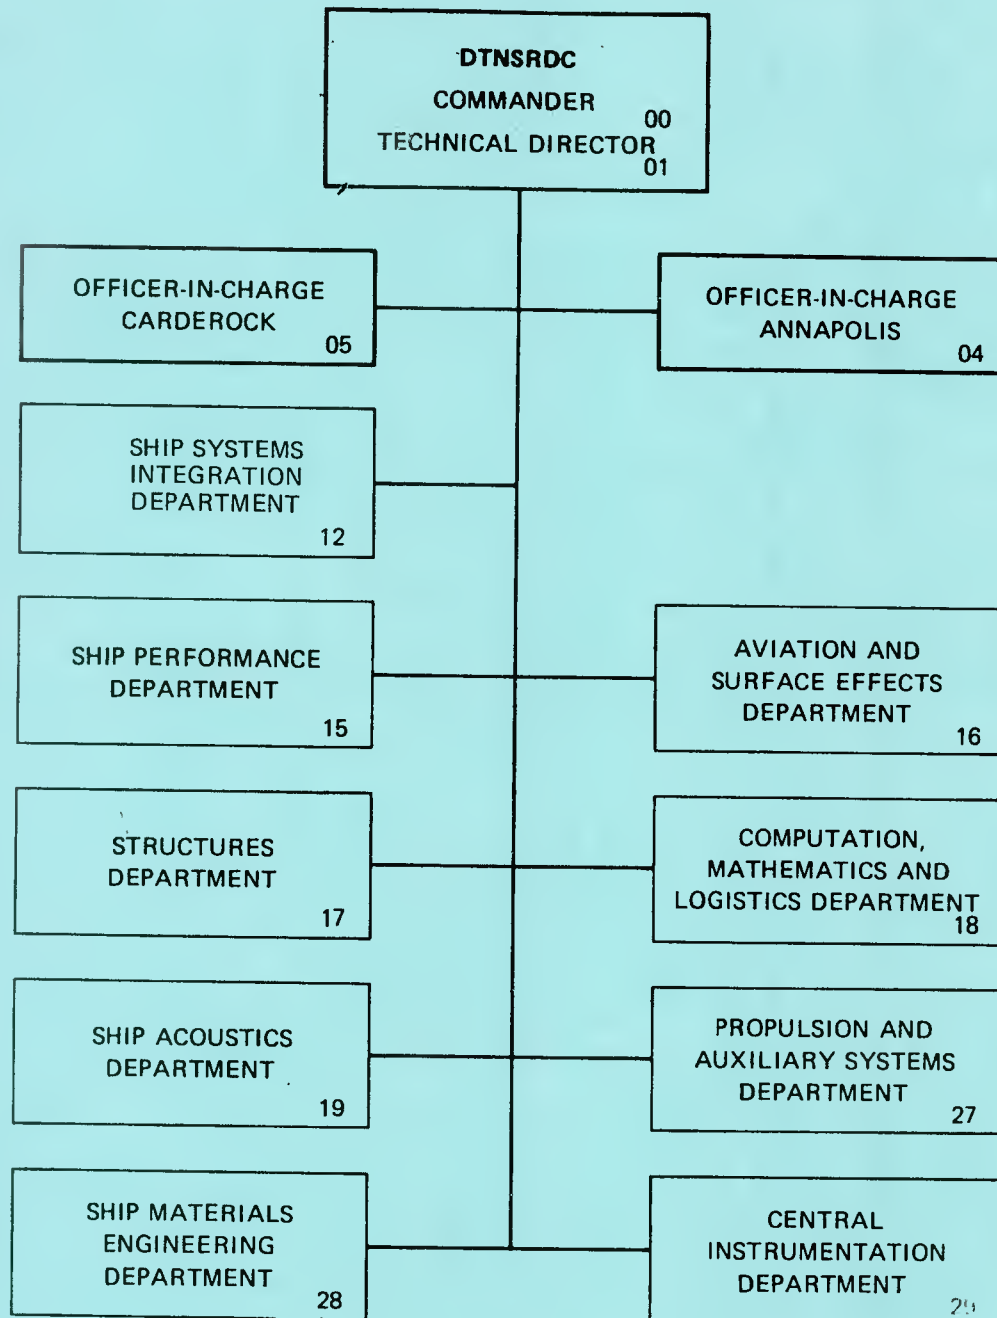 DTNSRDC
COMMANDER
00
TECHNICAL DIRECTOR
01
OFFICER-IN-CHARGE
CARDEROCK
05
OFFICER-IN-CHARGE
ANNAPOLIS
04
SHIP SYSTEMS
INTEGRATION
DEPARTMENT
12
SHIP PERFORMANCE
DEPARTMENT
15
AVIATION AND
SURFACE EFFECTS
DEPARTMENT
16
STRUCTURES
DEPARTMENT
17
COMPUTATION,
MATHEMATICS AND
LOGISTICS DEPARTMENT
18
SHIP ACOUSTICS
DEPARTMENT
19
PROPULSION AND
AUXILIARY SYSTEMS
DEPARTMENT
27
SHIP MATERIALS
ENGINEERING
DEPARTMENT
28
CENTRAL
INSTRUMENTATION
DEPARTMENT
29